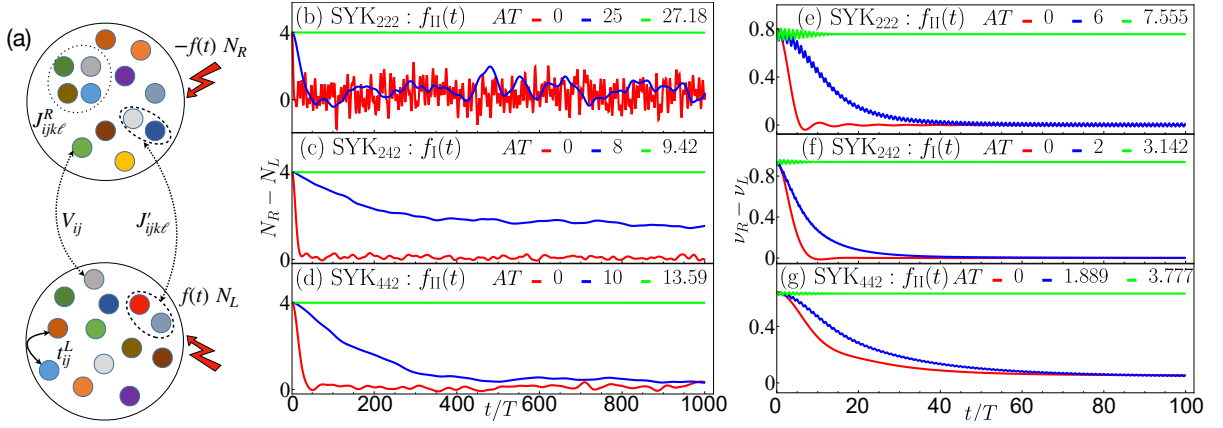 (a)
−f(t) N_R
J^R_{ijkℓ}
V_{ij}
J'_{ijkℓ}
f(t) N_L
t^L_{ij}
(b) SYK_{222} : f_{II}(t) AT 0 25 27.18
4
0
(c) SYK_{242} : f_I(t) AT 0 8 9.42
4
0
N_R − N_L
(d) SYK_{442} : f_{II}(t) AT 0 10 13.59
4
0
0 200 400 600 800 1000
t/T
(e) SYK_{222} : f_{II}(t) AT 0 6 7.555
0.8
0.4
0
(f) SYK_{242} : f_I(t) AT 0 2 3.142
0.8
0.4
0
ν_R − ν_L
(g) SYK_{442} : f_{II}(t) AT 0 1.889 3.777
0.4
0
0 20 40 60 80 100
t/T